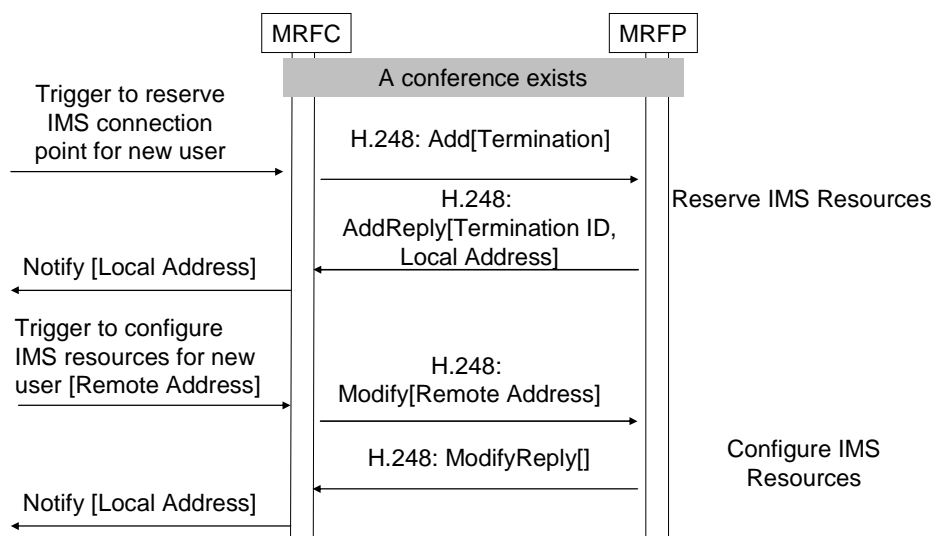 MRFC
MRFP
A conference exists
Trigger to reserve
IMS connection
point for new user
H.248: Add[Termination]
Reserve IMS Resources
H.248:
AddReply[Termination ID,
Local Address]
Notify [Local Address]
Trigger to configure
IMS resources for new
user [Remote Address]
H.248:
Modify[Remote Address]
H.248: ModifyReply[]
Configure IMS
Resources
Notify [Local Address]